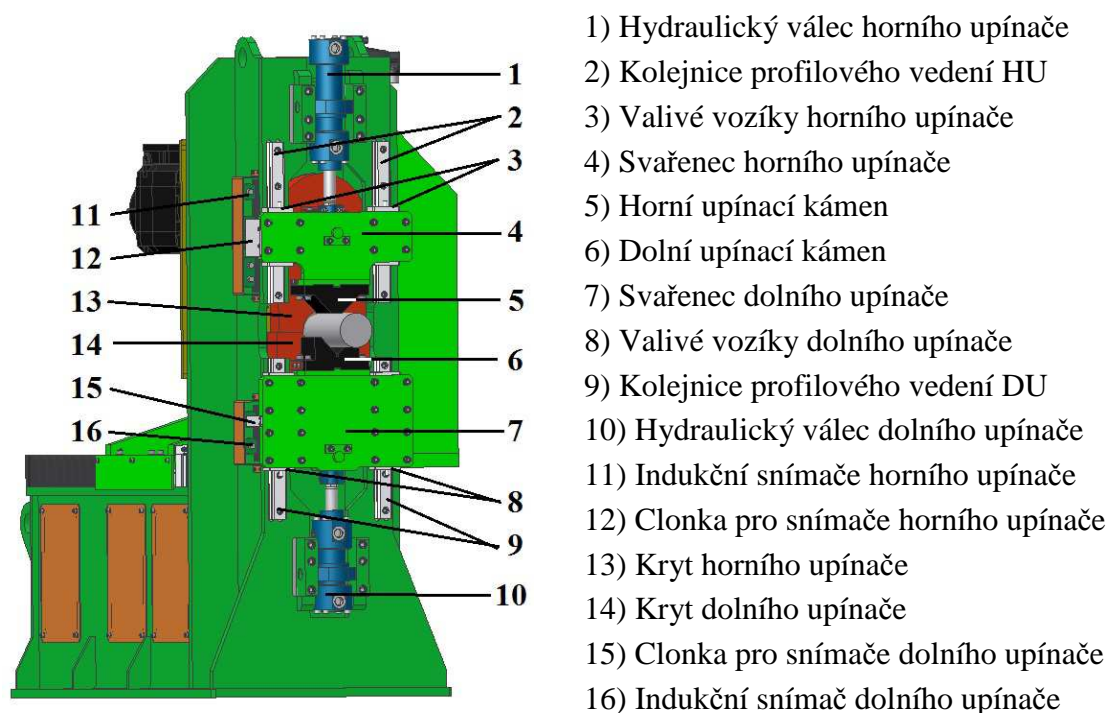 1) Hydraulický válec horního upínače
2) Kolejnice profilového vedení HU
3) Valivé vozíky horního upínače
4) Svařenec horního upínače
5) Horní upínací kámen
6) Dolní upínací kámen
7) Svařenec dolního upínače
8) Valivé vozíky dolního upínače
9) Kolejnice profilového vedení DU
10) Hydraulický válec dolního upínače
11) Indukční snímače horního upínače
12) Clonka pro snímače horního upínače
13) Kryt horního upínače
14) Kryt dolního upínače
15) Clonka pro snímače dolního upínače
16) Indukční snímač dolního upínače
1
2
3
11
4
12
5
13
14
6
15
16
7
8
9
10